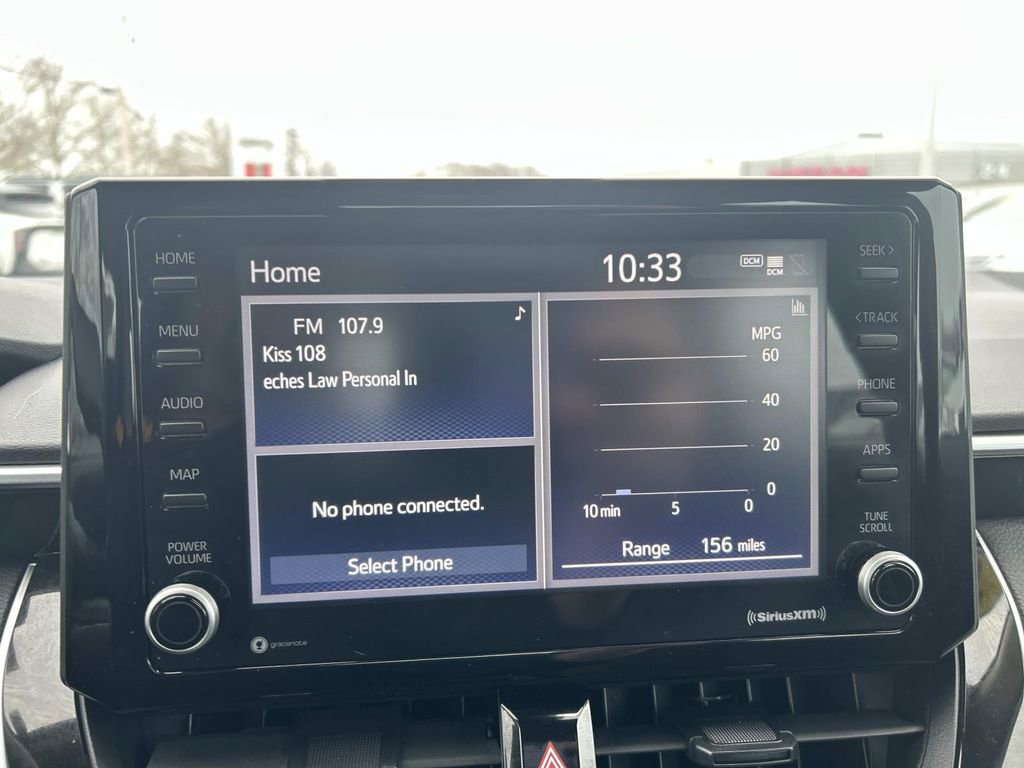 HOME
MENU
AUDIO
MAP
POWER
VOLUME
Home
10:33
DCM
DCM
FM 107.9
Kiss 108
eches Law Personal In
No phone connected.
Select Phone
MPG
60
40
20
0
10 min 5 0
Range 156 miles
SEEK >
< TRACK
PHONE
APPS
TUNE
SCROLL
gracenote
((SiriusXM))